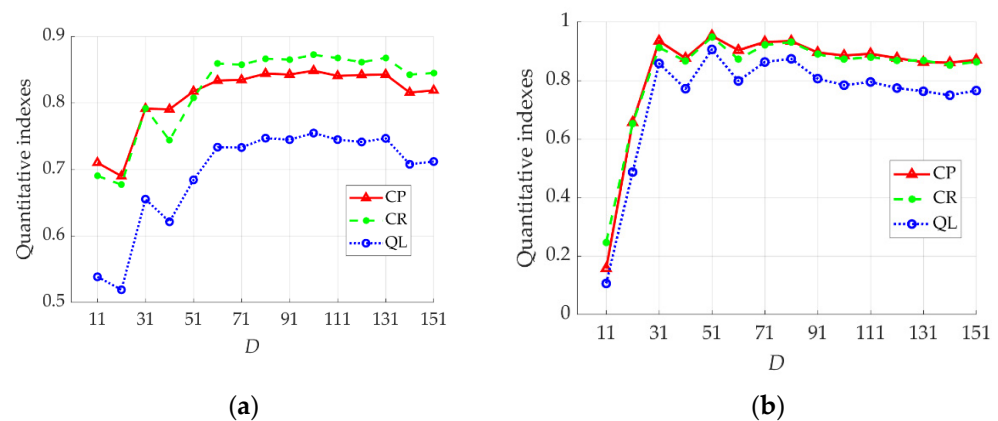 0.9
0.8
0.7
0.6
0.5
Quantitative indexes
CP
CR
QL
11 31 51 71 91 111 131 151
D
(a)
1
0.8
0.6
0.4
0.2
0
Quantitative indexes
CP
CR
QL
11 31 51 71 91 111 131 151
D
(b)